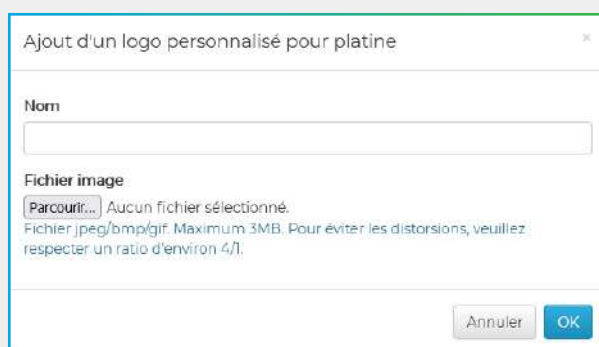 Ajout d'un logo personnalisé pour platine
×
Nom
Fichier image
Parcourir... Aucun fichier sélectionné.
Fichier jpeg/bmp/gif. Maximum 3MB. Pour éviter les distorsions, veuillez
respecter un ratio d'environ 4/1.
Annuler OK